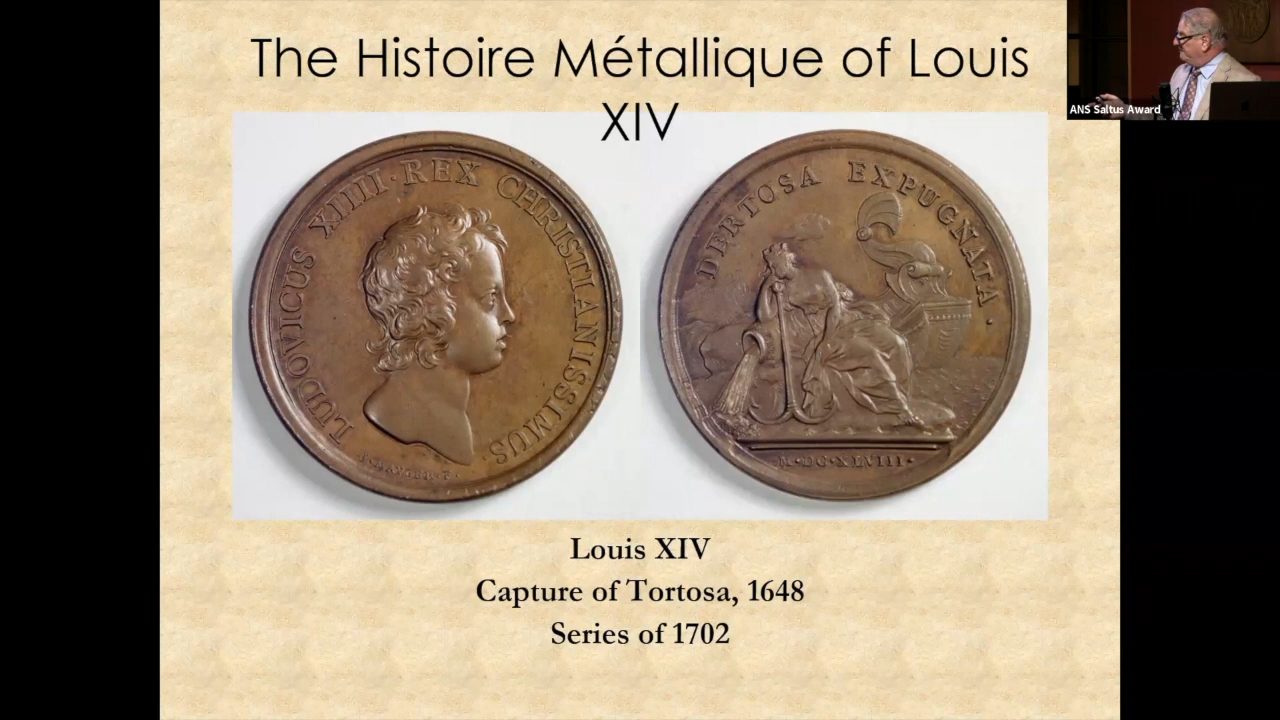 The Histoire Métallique of Louis
XIV
ANS Saltus Award
LUDOVICUS XIIII · REX CHRISTIANISSIMUS ·
DERTOSA EXPUGNATA ·
M · DC · XLVIII ·
Louis XIV
Capture of Tortosa, 1648
Series of 1702